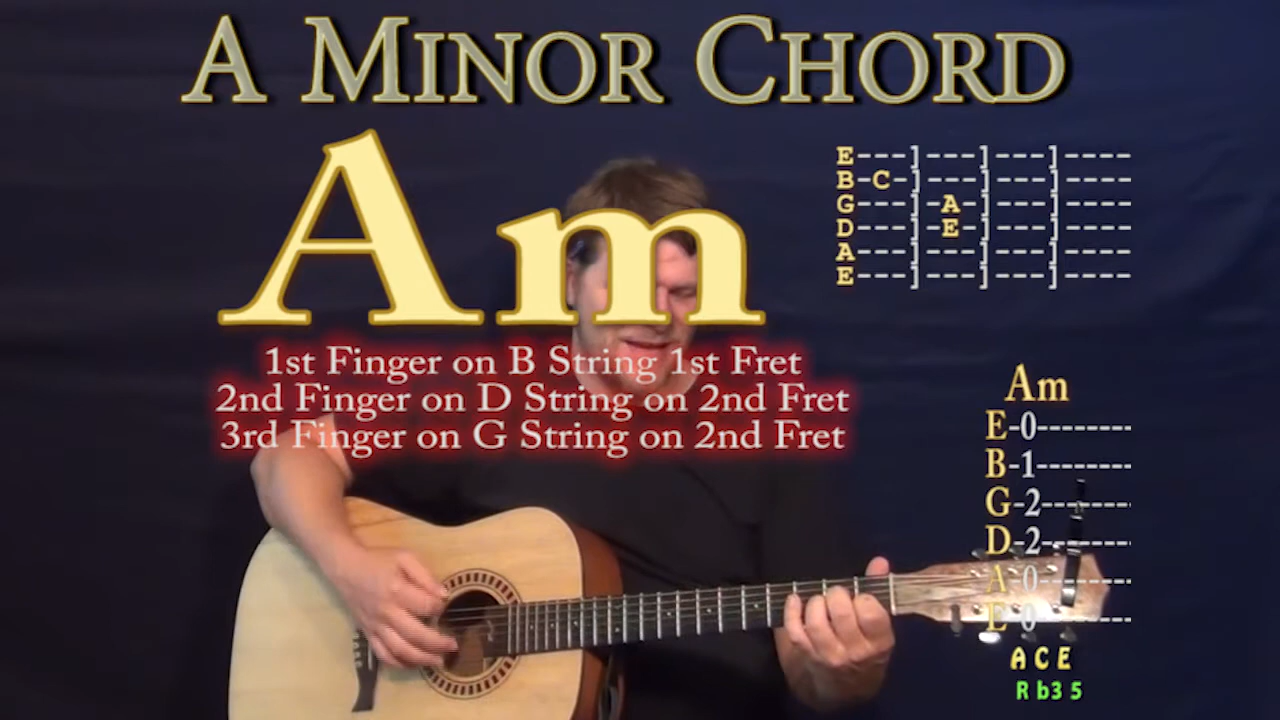 A MINOR CHORD
Am
1st Finger on B String 1st Fret
2nd Finger on D String on 2nd Fret
3rd Finger on G String on 2nd Fret
E---]---]---]----
B-C-]---]---]----
G---]-A-]---]----
D---]-E-]---]----
A---]---]---]----
E---]---]---]----
Am
E-0--------
B-1--------
G-2--------
D-2--------
A-0--------
E-0--------
A C E
R b3 5